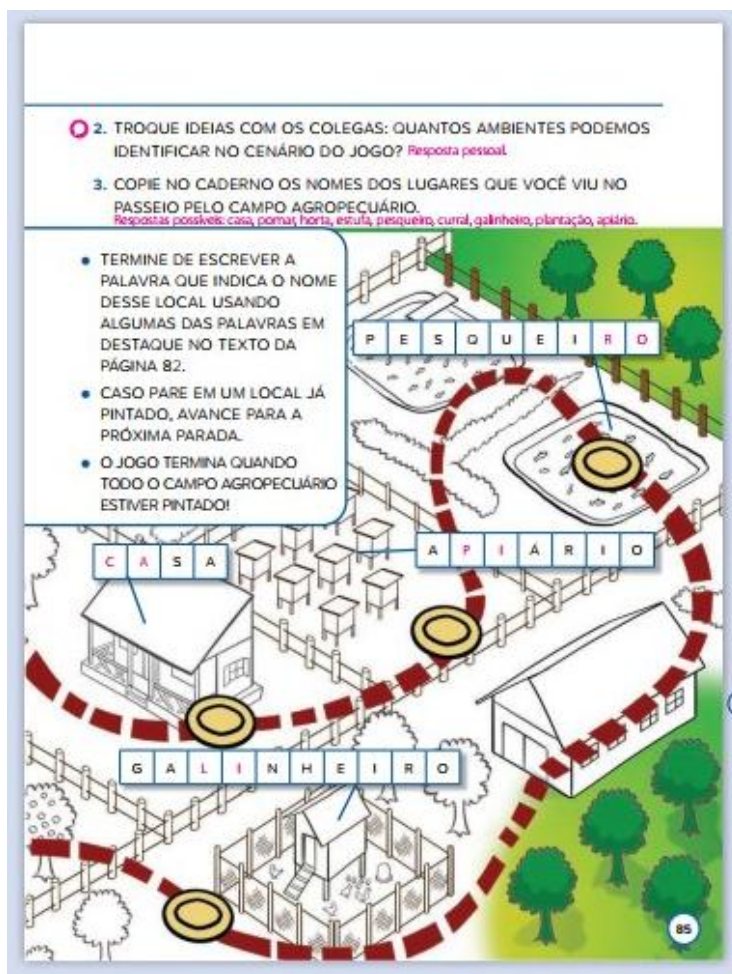 2. TROQUE IDEIAS COM OS COLEGAS: QUANTOS AMBIENTES PODEMOS
IDENTIFICAR NO CENÁRIO DO JOGO? Resposta pessoal.
3. COPIE NO CADERNO OS NOMES DOS LUGARES QUE VOCÊ VIU NO
PASSEIO PELO CAMPO AGROPECUÁRIO.
Respostas possíveis: casa, pomar, horta, estufa, pesqueiro, curral, galinheiro, plantação, apiário.
• TERMINE DE ESCREVER A
PALAVRA QUE INDICA O NOME
DESSE LOCAL USANDO
ALGUMAS DAS PALAVRAS EM
DESTAQUE NO TEXTO DA
PÁGINA 82.
• CASO PARE EM UM LOCAL JÁ
PINTADO, AVANCE PARA A
PRÓXIMA PARADA.
• O JOGO TERMINA QUANDO
TODO O CAMPO AGROPECUÁRIO
ESTIVER PINTADO!
PESQUEIRO
APIÁRIO
CASA
GALINHEIRO
85